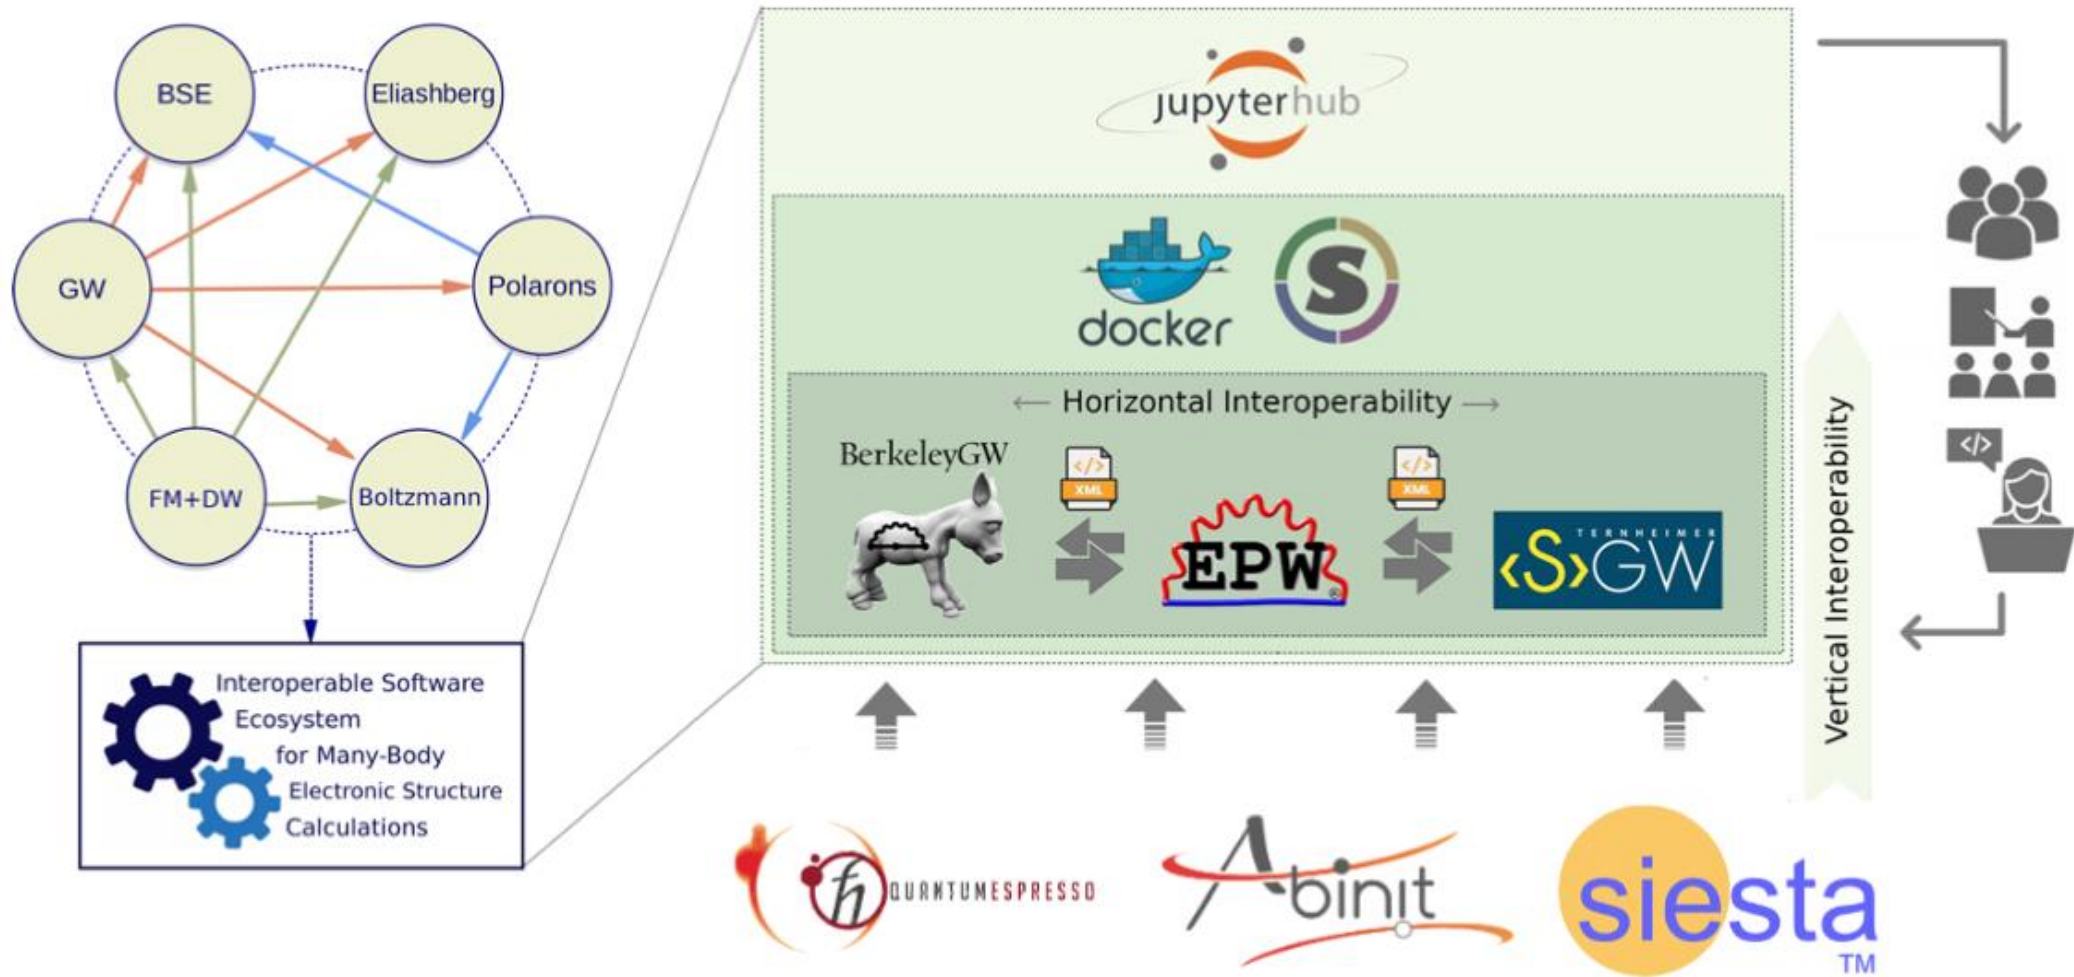 BSE
Eliashberg
GW
Polarons
FM+DW
Boltzmann
Interoperable Software
Ecosystem
for Many-Body
Electronic Structure
Calculations
jupyterhub
docker
S
← Horizontal Interoperability →
BerkeleyGW
</>
XML
</>
XML
EPW
®
TERNHEIMER
<S>GW
Vertical Interoperability
</>
ħ QUANTUMESPRESSO
Abinit
siesta
TM